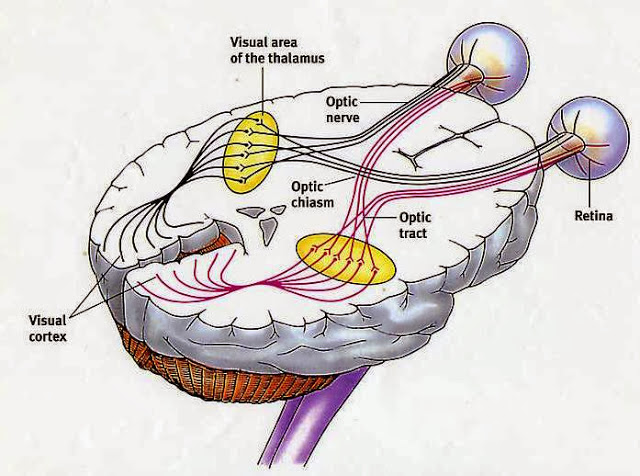 Visual area
of the thalamus
Optic
nerve
Optic
chiasm
Optic
tract
Retina
Visual
cortex